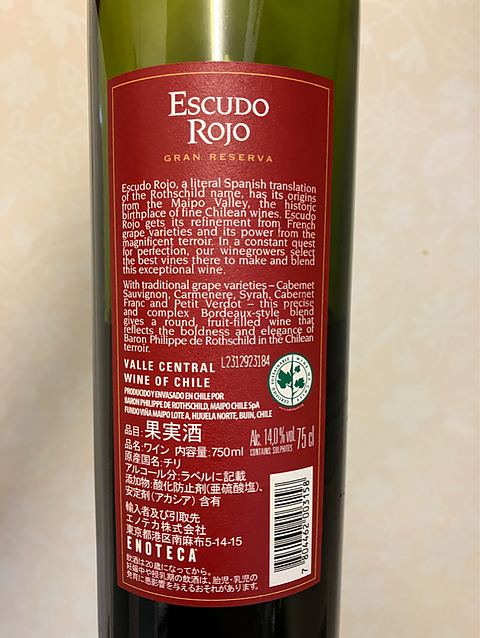 ESCUDO
ROJO
GRAN RESERVA
Escudo Rojo, a literal Spanish translation
of the Rothschild name, has its origins
from the Maipo Valley, the historic
birthplace of fine Chilean wines. Escudo
Rojo gets its refinement from French
grape varieties and its power from the
magnificent terroir. In a constant quest
for perfection, our winegrowers select
the best vines there to make and blend
this exceptional wine.
With traditional grape varieties – Cabernet
Sauvignon, Carmenere, Syrah, Cabernet
Franc and Petit Verdot – this precise
and complex Bordeaux-style blend
gives a round, fruit-filled wine that
reflects the boldness and elegance of
Baron Philippe de Rothschild in the Chilean
terroir.
L2312923184
VALLE CENTRAL
WINE OF CHILE
PRODUCIDO Y ENVASADO EN CHILE POR
BARON PHILIPPE DE ROTHSCHILD, MAIPO CHILE SpA
FUNDO VIÑA MAIPO LOTE A, HIJUELA NORTE, BUIN, CHILE
Alc. 14,0% vol. 75 cl
CONTAINS SULPHITES
品目:果実酒
品名:ワイン 内容量:750ml
原産国名:チリ
アルコール分:ラベルに記載
添加物:酸化防止剤(亜硫酸塩)、
安定剤(アカシア) 含有
輸入者及び引取先
エノテカ株式会社
東京都港区南麻布5-14-15
ENOTECA
飲酒は20歳になってから。
妊娠中や授乳期の飲酒は、胎児・乳児の
発育に悪影響を与えるおそれがあります。
7 804462 003158